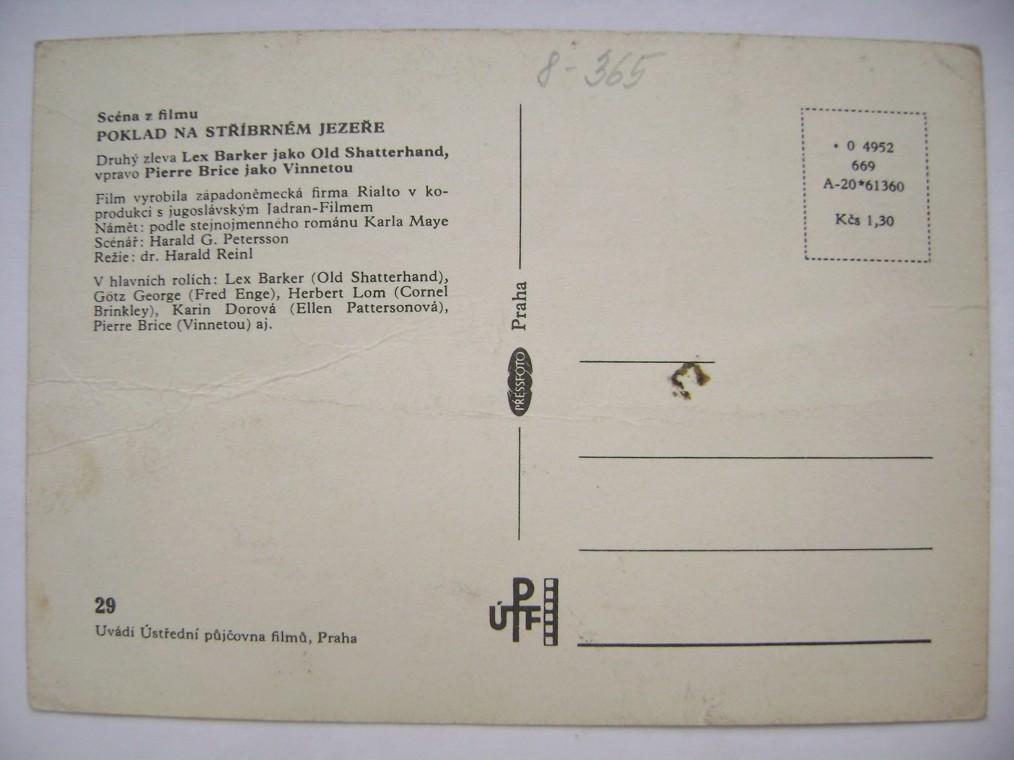 8-365
Scéna z filmu
POKLAD NA STŘÍBRNÉM JEZEŘE
Druhý zleva Lex Barker jako Old Shatterhand,
vpravo Pierre Brice jako Vinnetou
Film vyrobila západoněmecká firma Rialto v ko-
produkci s jugoslávským Jadran-Filmem
Námět: podle stejnojmenného románu Karla Maye
Scénář: Harald G. Petersson
Režie: dr. Harald Reinl
V hlavních rolích: Lex Barker (Old Shatterhand),
Götz George (Fred Enge), Herbert Lom (Cornel
Brinkley), Karin Dorová (Ellen Pattersonová),
Pierre Brice (Vinnetou) aj.
29
Uvádí Ústřední půjčovna filmů, Praha
PRESSFOTO Praha
ÚPF
• 0 4952
669
A-20*61360
Kčs 1,30